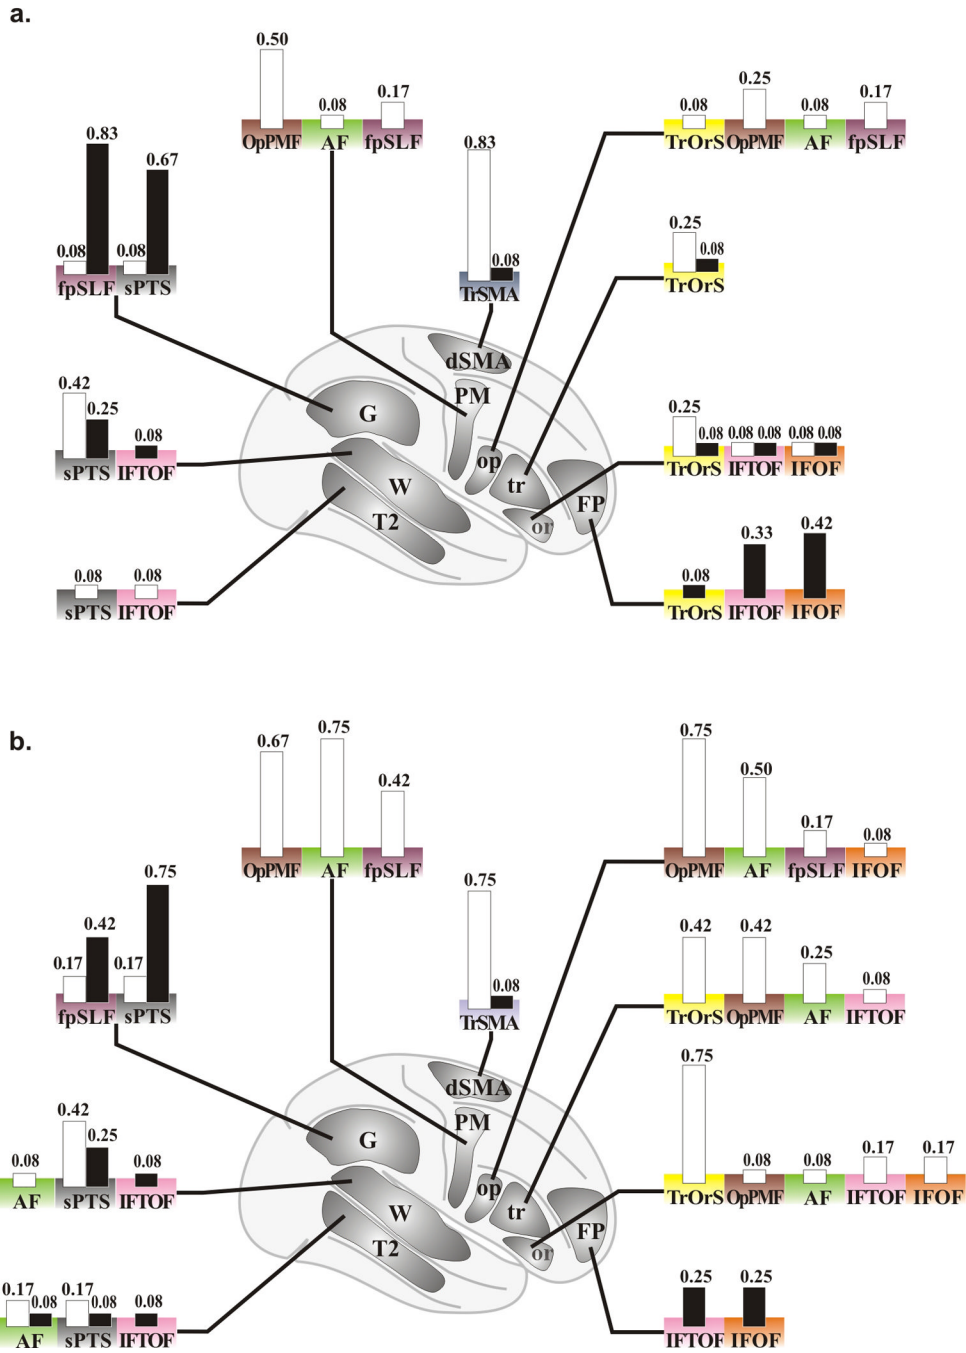 a.
0.50
0.08
0.17
OpPMF AF fpSLF
0.08
0.25
0.08
0.17
TrOrS OpPMF AF fpSLF
0.83
0.08
TrSMA
0.08
0.83
0.08
0.67
fpSLF sPTS
0.25
0.08
TrOrS
dSMA
PM
G
op
tr
W
T2
or
FP
0.42
0.25
0.08
sPTS IFTOF
0.25
0.08
0.08
0.08
0.08
0.08
TrOrS IFTOF IFOF
0.08
0.08
sPTS IFTOF
0.08
0.33
0.42
TrOrS IFTOF IFOF
b.
0.67
0.75
0.42
OpPMF AF fpSLF
0.75
0.50
0.17
0.08
OpPMF AF fpSLF IFOF
0.75
0.08
TrSMA
0.17
0.42
0.17
0.75
fpSLF sPTS
0.42
0.42
0.25
0.08
TrOrS OpPMF AF IFTOF
dSMA
PM
G
op
tr
W
T2
or
FP
0.08
0.42
0.25
0.08
AF sPTS IFTOF
0.75
0.08
0.08
0.17
0.17
TrOrS OpPMF AF IFTOF IFOF
0.17
0.08
0.17
0.08
0.08
AF sPTS IFTOF
0.25
0.25
IFTOF IFOF